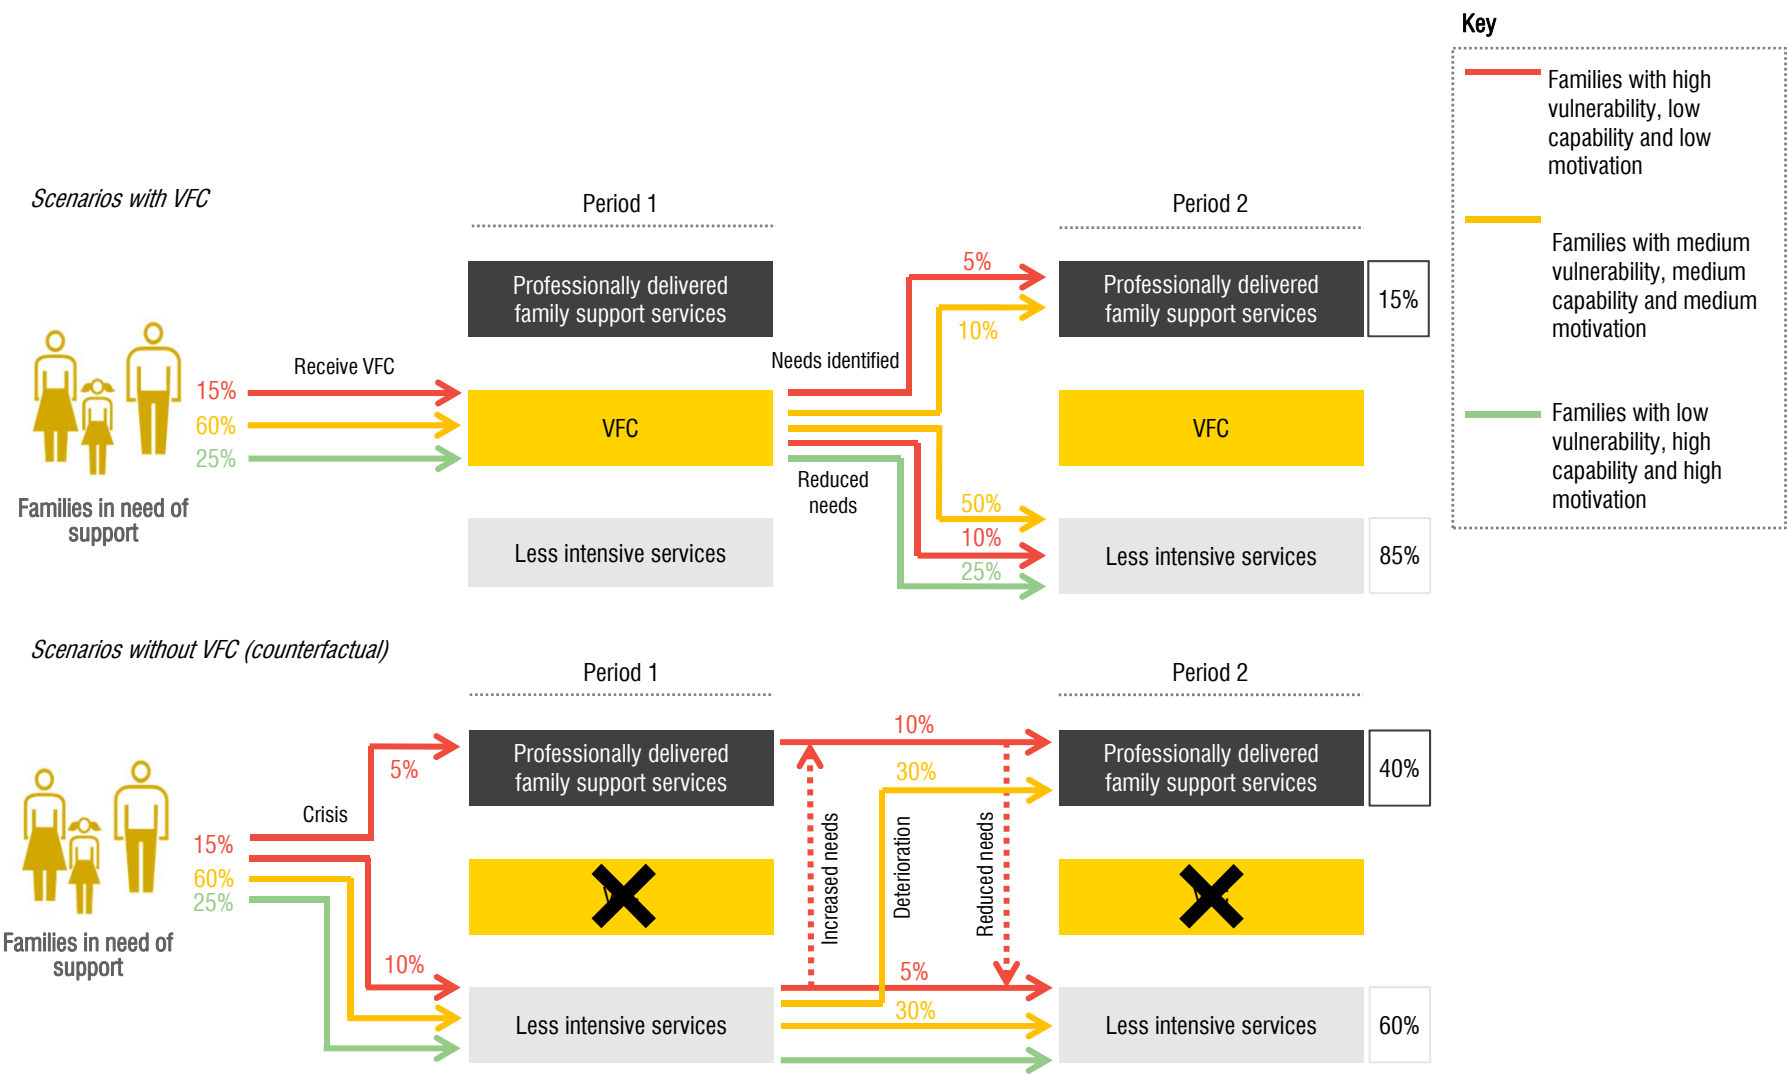 Key
Families with high
vulnerability, low
capability and low
motivation
Families with medium
vulnerability, medium
capability and medium
motivation
Families with low
vulnerability, high
capability and high
motivation
Scenarios with VFC
Period 1
Period 2
Professionally delivered
family support services
5%
10%
Professionally delivered
family support services
15%
Receive VFC
Needs identified
15%
60%
25%
VFC
VFC
Reduced
needs
Families in need of
support
Less intensive services
50%
10%
25%
Less intensive services
85%
Scenarios without VFC (counterfactual)
Period 1
Period 2
5%
Professionally delivered
family support services
10%
30%
Professionally delivered
family support services
40%
Crisis
15%
60%
25%
Increased needs
Deterioration
Reduced needs
Families in need of
support
10%
Less intensive services
5%
30%
Less intensive services
60%